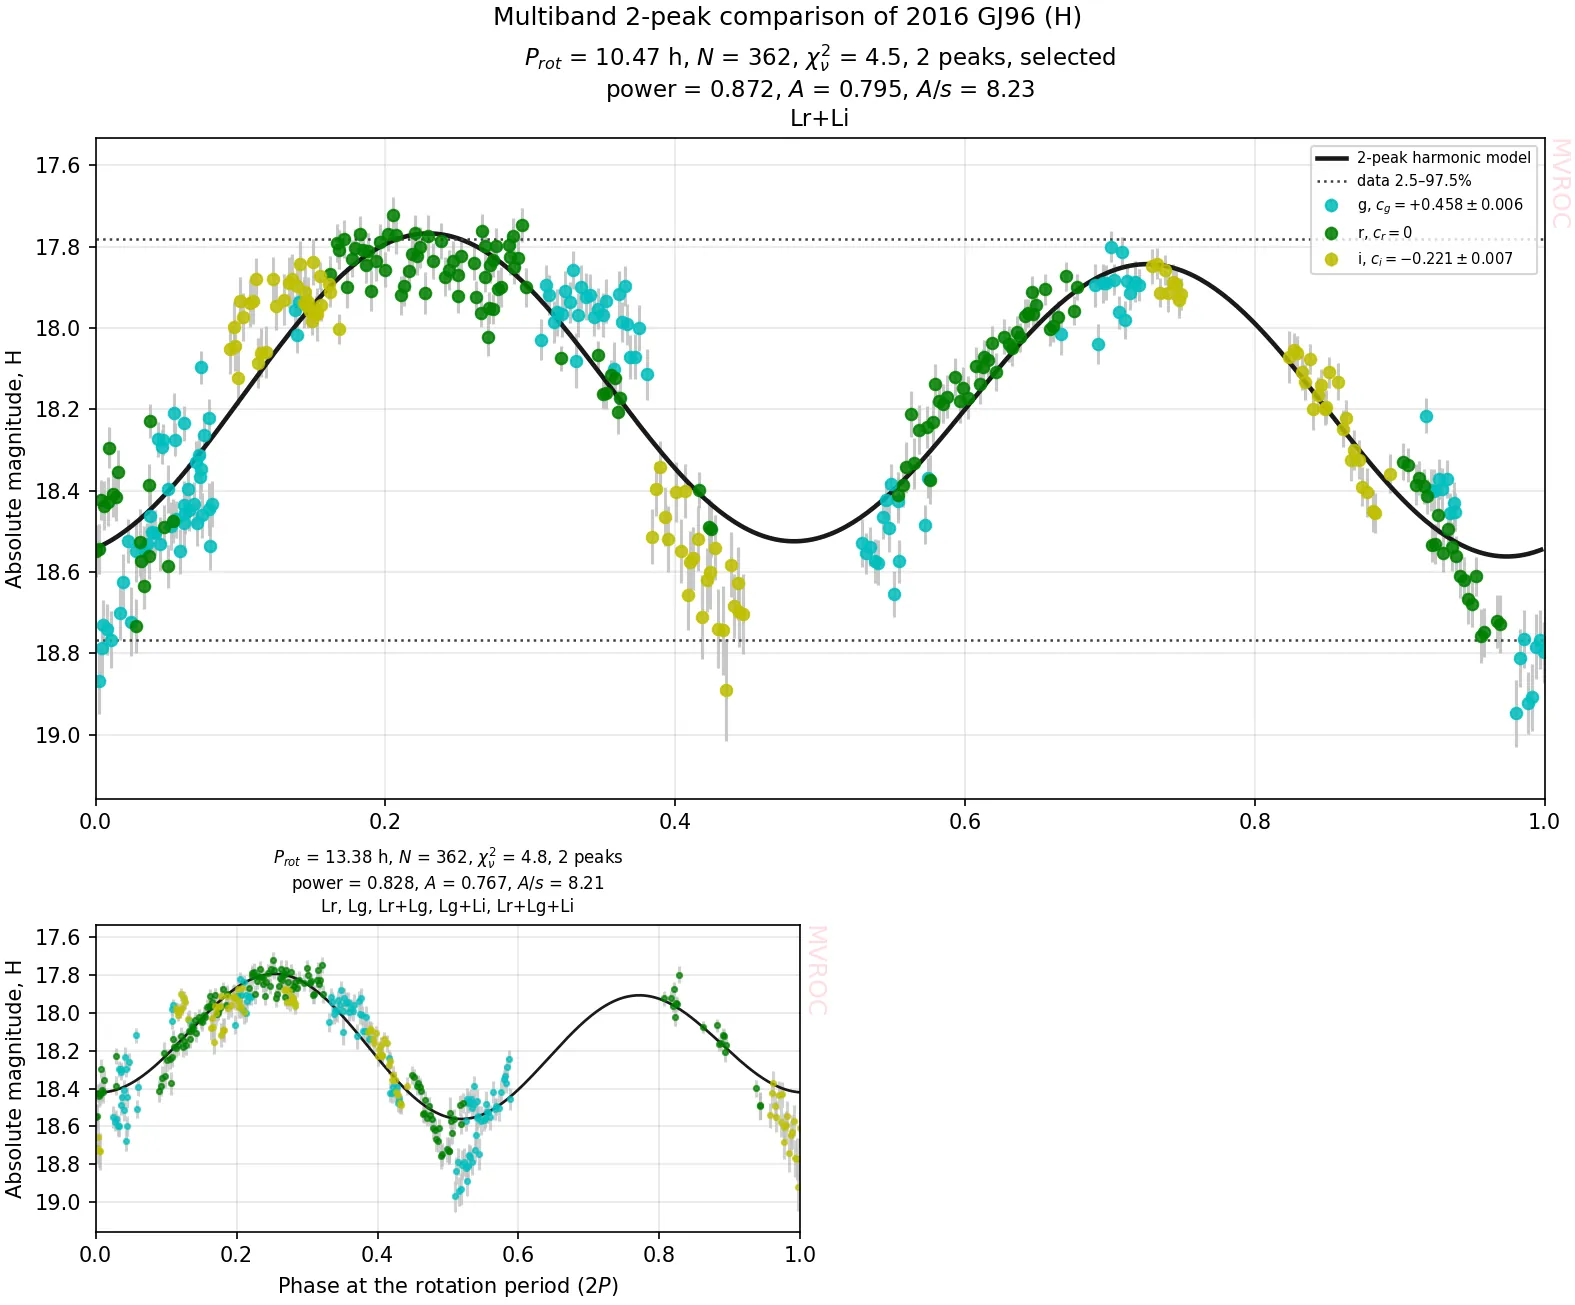 Multiband 2-peak comparison of 2016 GJ96 (H)
P_rot = 10.47 h, N = 362, χ²_ν = 4.5, 2 peaks, selected
power = 0.872, A = 0.795, A/s = 8.23
Lr+Li
2-peak harmonic model
data 2.5–97.5%
g, c_g = +0.458 ± 0.006
r, c_r = 0
i, c_i = −0.221 ± 0.007
MVROC
Absolute magnitude, H
17.6
17.8
18.0
18.2
18.4
18.6
18.8
19.0
0.0 0.2 0.4 0.6 0.8 1.0
P_rot = 13.38 h, N = 362, χ²_ν = 4.8, 2 peaks
power = 0.828, A = 0.767, A/s = 8.21
Lr, Lg, Lr+Lg, Lg+Li, Lr+Lg+Li
MVROC
Absolute magnitude, H
17.6
17.8
18.0
18.2
18.4
18.6
18.8
19.0
0.0 0.2 0.4 0.6 0.8 1.0
Phase at the rotation period (2P)